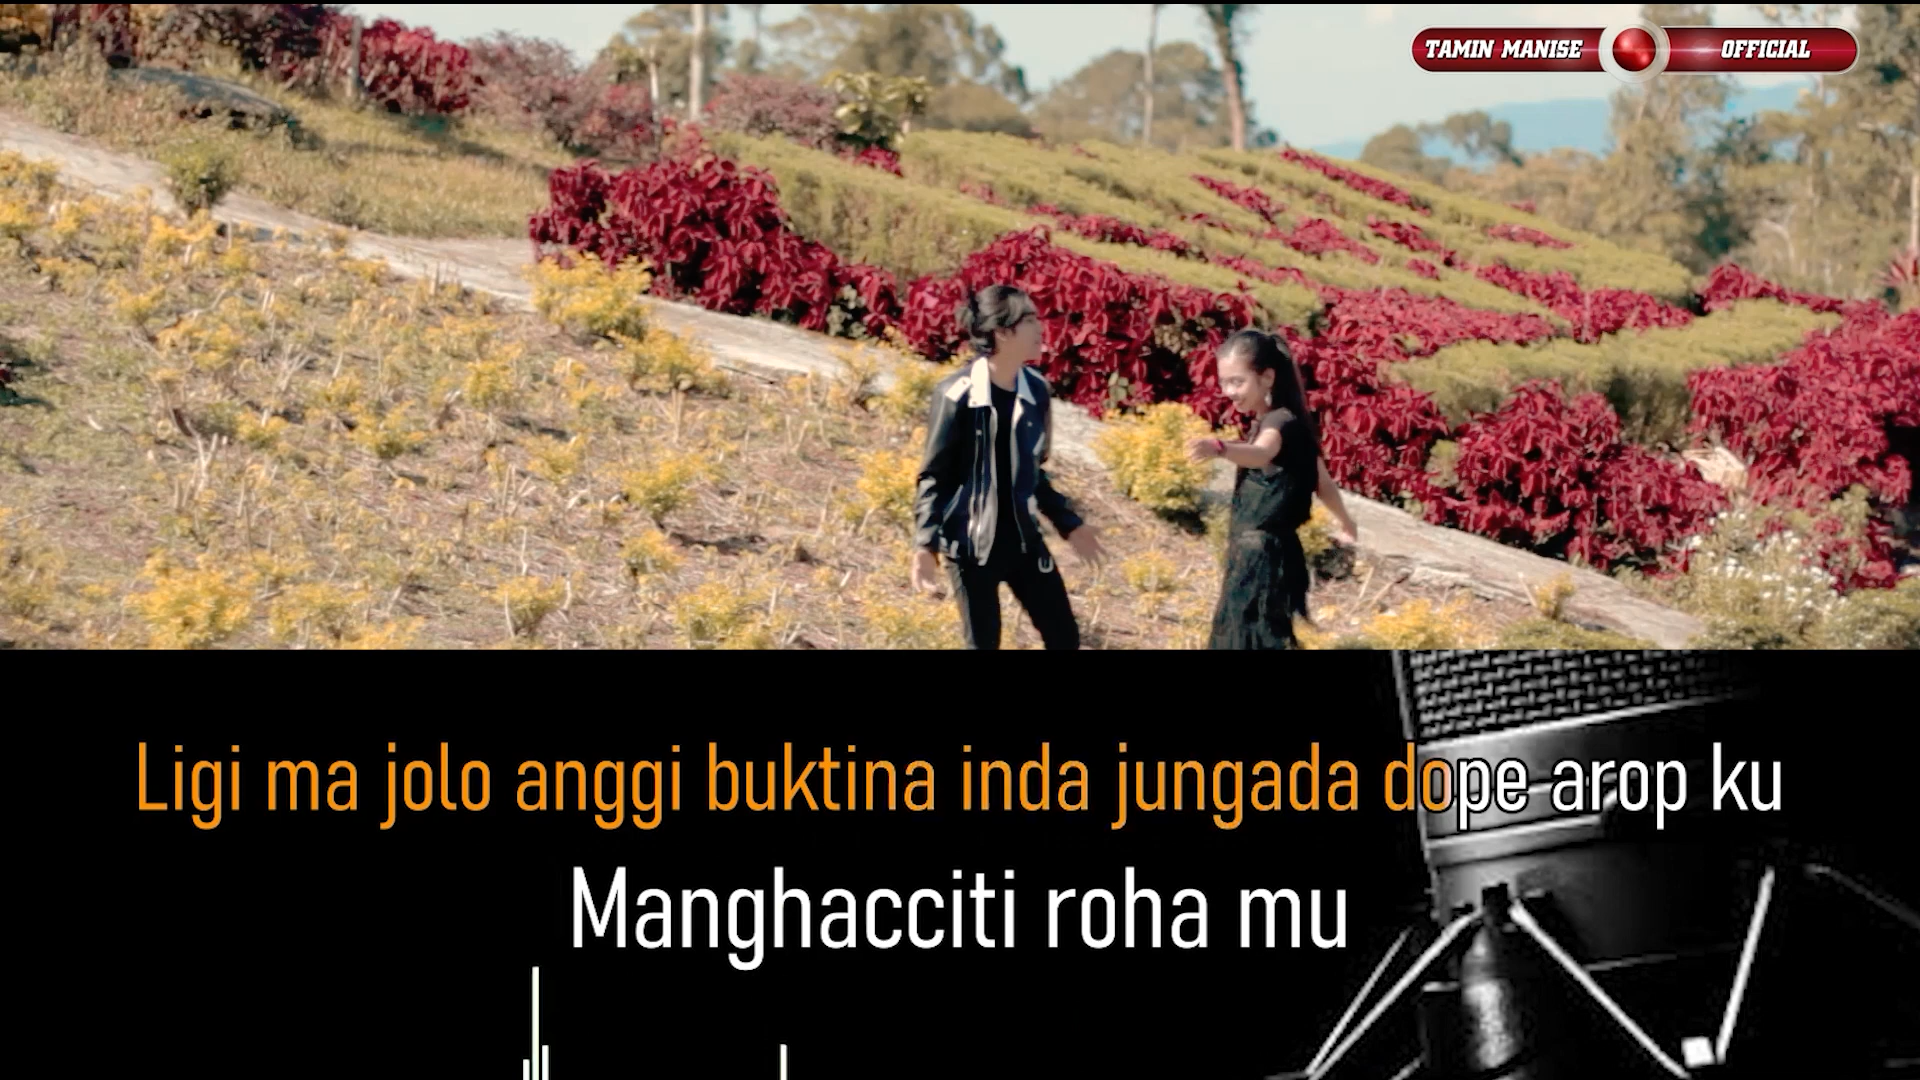 TAMIN MANISE OFFICIAL
Ligi ma jolo anggi buktina inda jungada dope arop ku
Manghacciti roha mu